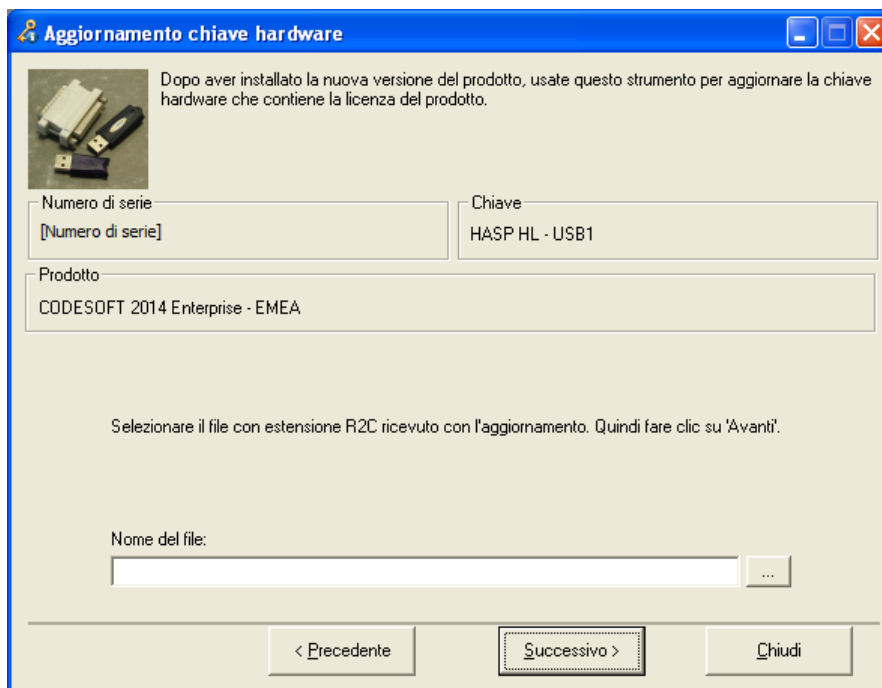 Aggiornamento chiave hardware
Dopo aver installato la nuova versione del prodotto, usate questo strumento per aggiornare la chiave
hardware che contiene la licenza del prodotto.
Numero di serie
[Numero di serie]
Chiave
HASP HL - USB1
Prodotto
CODESOFT 2014 Enterprise - EMEA
Selezionare il file con estensione R2C ricevuto con l'aggiornamento. Quindi fare clic su 'Avanti'.
Nome del file:
...
< Precedente
Successivo >
Chiudi